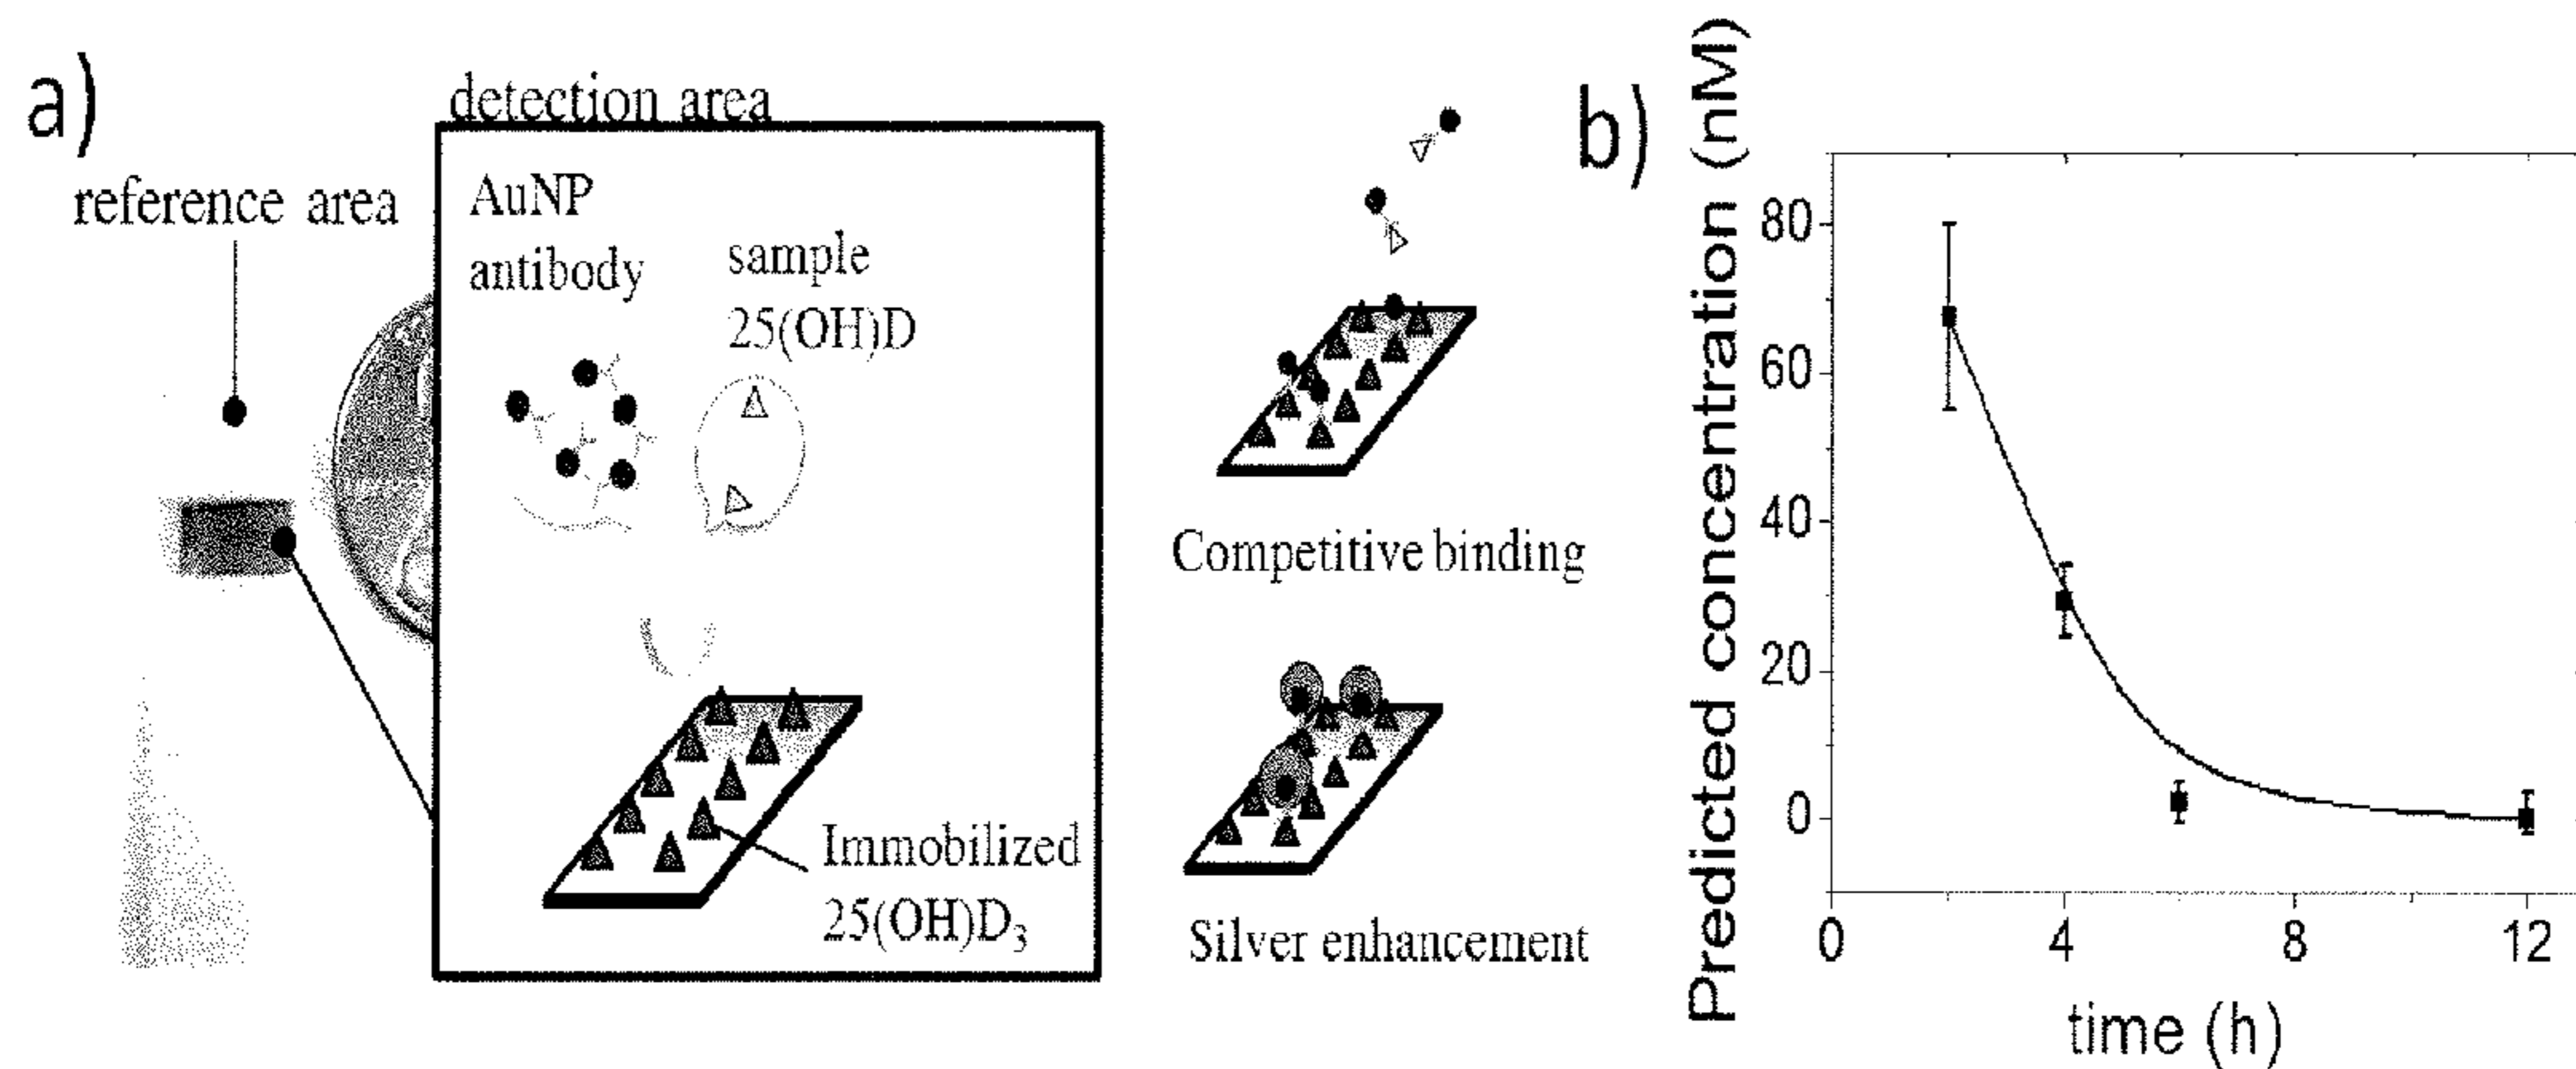 a)
detection area
reference area
AuNP
antibody
sample
25(OH)D
Immobilized
25(OH)D₃
Competitive binding
Silver enhancement
b)
Predicted concentration (nM)
80
60
40
20
0
0 4 8 12
time (h)